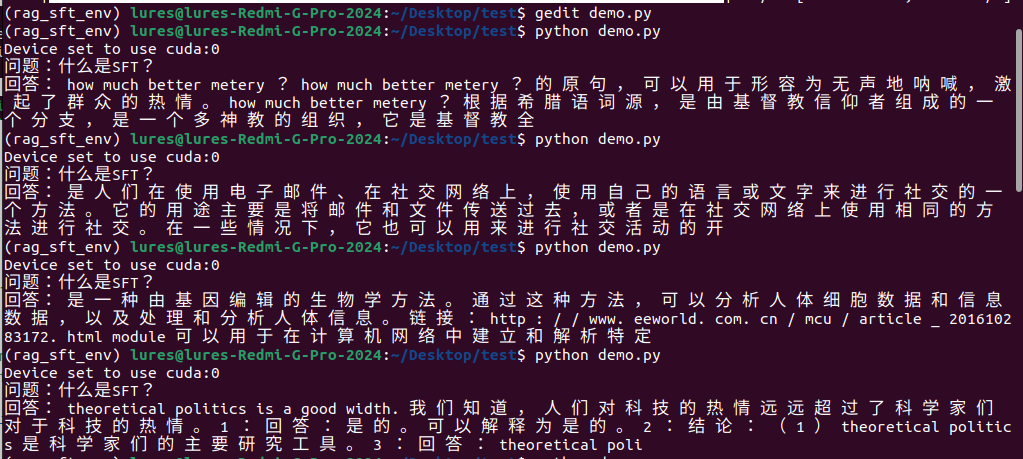 (rag_sft_env) lures@lures-Redmi-G-Pro-2024:~/Desktop/test$ gedit demo.py
(rag_sft_env) lures@lures-Redmi-G-Pro-2024:~/Desktop/test$ python demo.py
Device set to use cuda:0
问题：什么是SFT？
回答： how much better metery ？ how much better metery ？ 的 原 句 ， 可 以 用 于 形 容 为 无 声 地 呐 喊 ， 激
起 了 群 众 的 热 情 。 how much better metery ？ 根 据 希 腊 语 词 源 ， 是 由 基 督 教 信 仰 者 组 成 的 一
个 分 支 ， 是 一 个 多 神 教 的 组 织 ， 它 是 基 督 教 全
(rag_sft_env) lures@lures-Redmi-G-Pro-2024:~/Desktop/test$ python demo.py
Device set to use cuda:0
问题：什么是SFT？
回答： 是 人 们 在 使 用 电 子 邮 件 、 在 社 交 网 络 上 ， 使 用 自 己 的 语 言 或 文 字 来 进 行 社 交 的 一
个 方 法 。 它 的 用 途 主 要 是 将 邮 件 和 文 件 传 送 过 去 ， 或 者 是 在 社 交 网 络 上 使 用 相 同 的 方
法 进 行 社 交 。 在 一 些 情 况 下 ， 它 也 可 以 用 来 进 行 社 交 活 动 的 开
(rag_sft_env) lures@lures-Redmi-G-Pro-2024:~/Desktop/test$ python demo.py
Device set to use cuda:0
问题：什么是SFT？
回答： 是 一 种 由 基 因 编 辑 的 生 物 学 方 法 。 通 过 这 种 方 法 ， 可 以 分 析 人 体 细 胞 数 据 和 信 息
数 据 ， 以 及 处 理 和 分 析 人 体 信 息 。 链 接 ： http : / / www. eeworld. com. cn / mcu / article _ 2016102
83172. html module 可 以 用 于 在 计 算 机 网 络 中 建 立 和 解 析 特 定
(rag_sft_env) lures@lures-Redmi-G-Pro-2024:~/Desktop/test$ python demo.py
Device set to use cuda:0
问题：什么是SFT？
回答： theoretical politics is a good width. 我 们 知 道 ， 人 们 对 科 技 的 热 情 远 远 超 过 了 科 学 家 们
对 于 科 技 的 热 情 。 1 ： 回 答 ： 是 的 。 可 以 解 释 为 是 的 。 2 ： 结 论 ： （ 1 ） theoretical politic
s 是 科 学 家 们 的 主 要 研 究 工 具 。 3 ： 回 答 ： theoretical poli